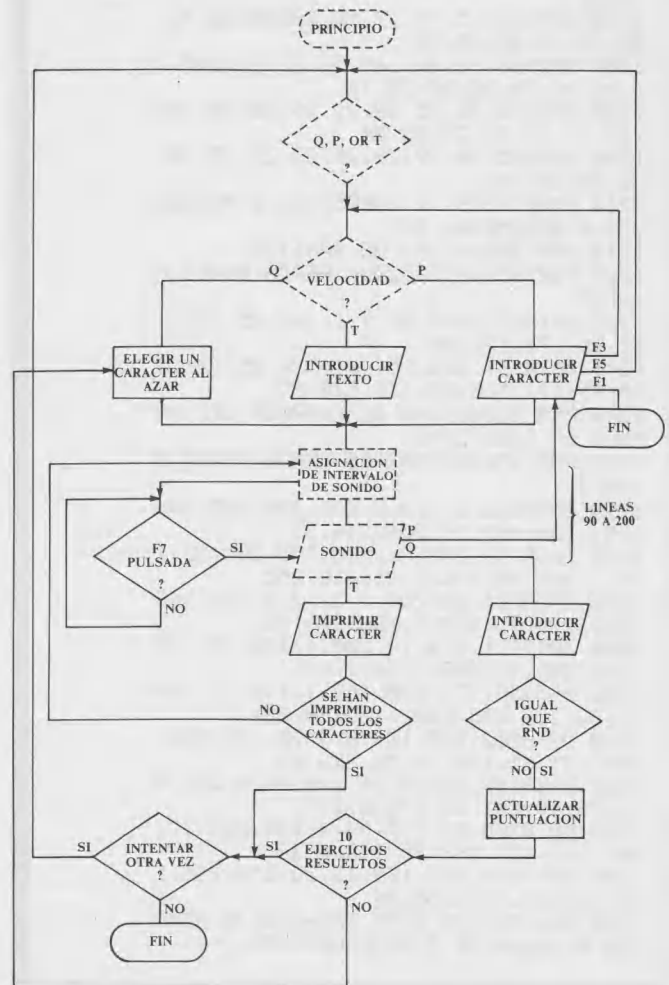 PRINCIPIO
Q, P, OR T
?
Q
VELOCIDAD
P
?
T
ELEGIR UN
CARACTER AL
AZAR
INTRODUCIR
TEXTO
INTRODUCIR
CARACTER
F3
F5
F1
FIN
ASIGNACION
DE INTERVALO
DE SONIDO
F7
PULSADA
?
SI
NO
SONIDO
P
Q
T
LINEAS
90 A 200
IMPRIMIR
CARACTER
INTRODUCIR
CARACTER
NO
SE HAN
IMPRIMIDO
TODOS LOS
CARACTERES
SI
IGUAL
QUE
RND
?
NO
SI
ACTUALIZAR
PUNTUACION
SI
INTENTAR
OTRA VEZ
?
NO
FIN
SI
10
EJERCICIOS
RESUELTOS
?
NO